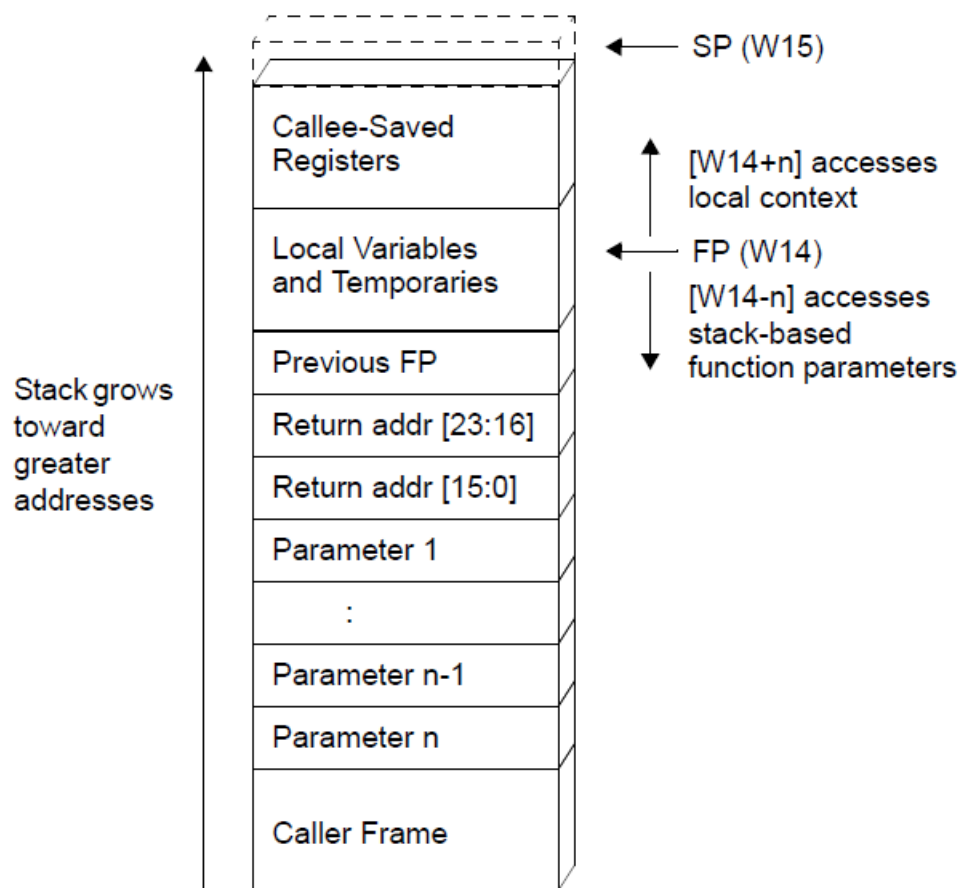 SP (W15)
Callee-Saved
Registers
[W14+n] accesses
local context
Local Variables
and Temporaries
FP (W14)
[W14-n] accesses
stack-based
function parameters
Previous FP
Stack grows
toward
greater
addresses
Return addr [23:16]
Return addr [15:0]
Parameter 1
:
Parameter n-1
Parameter n
Caller Frame